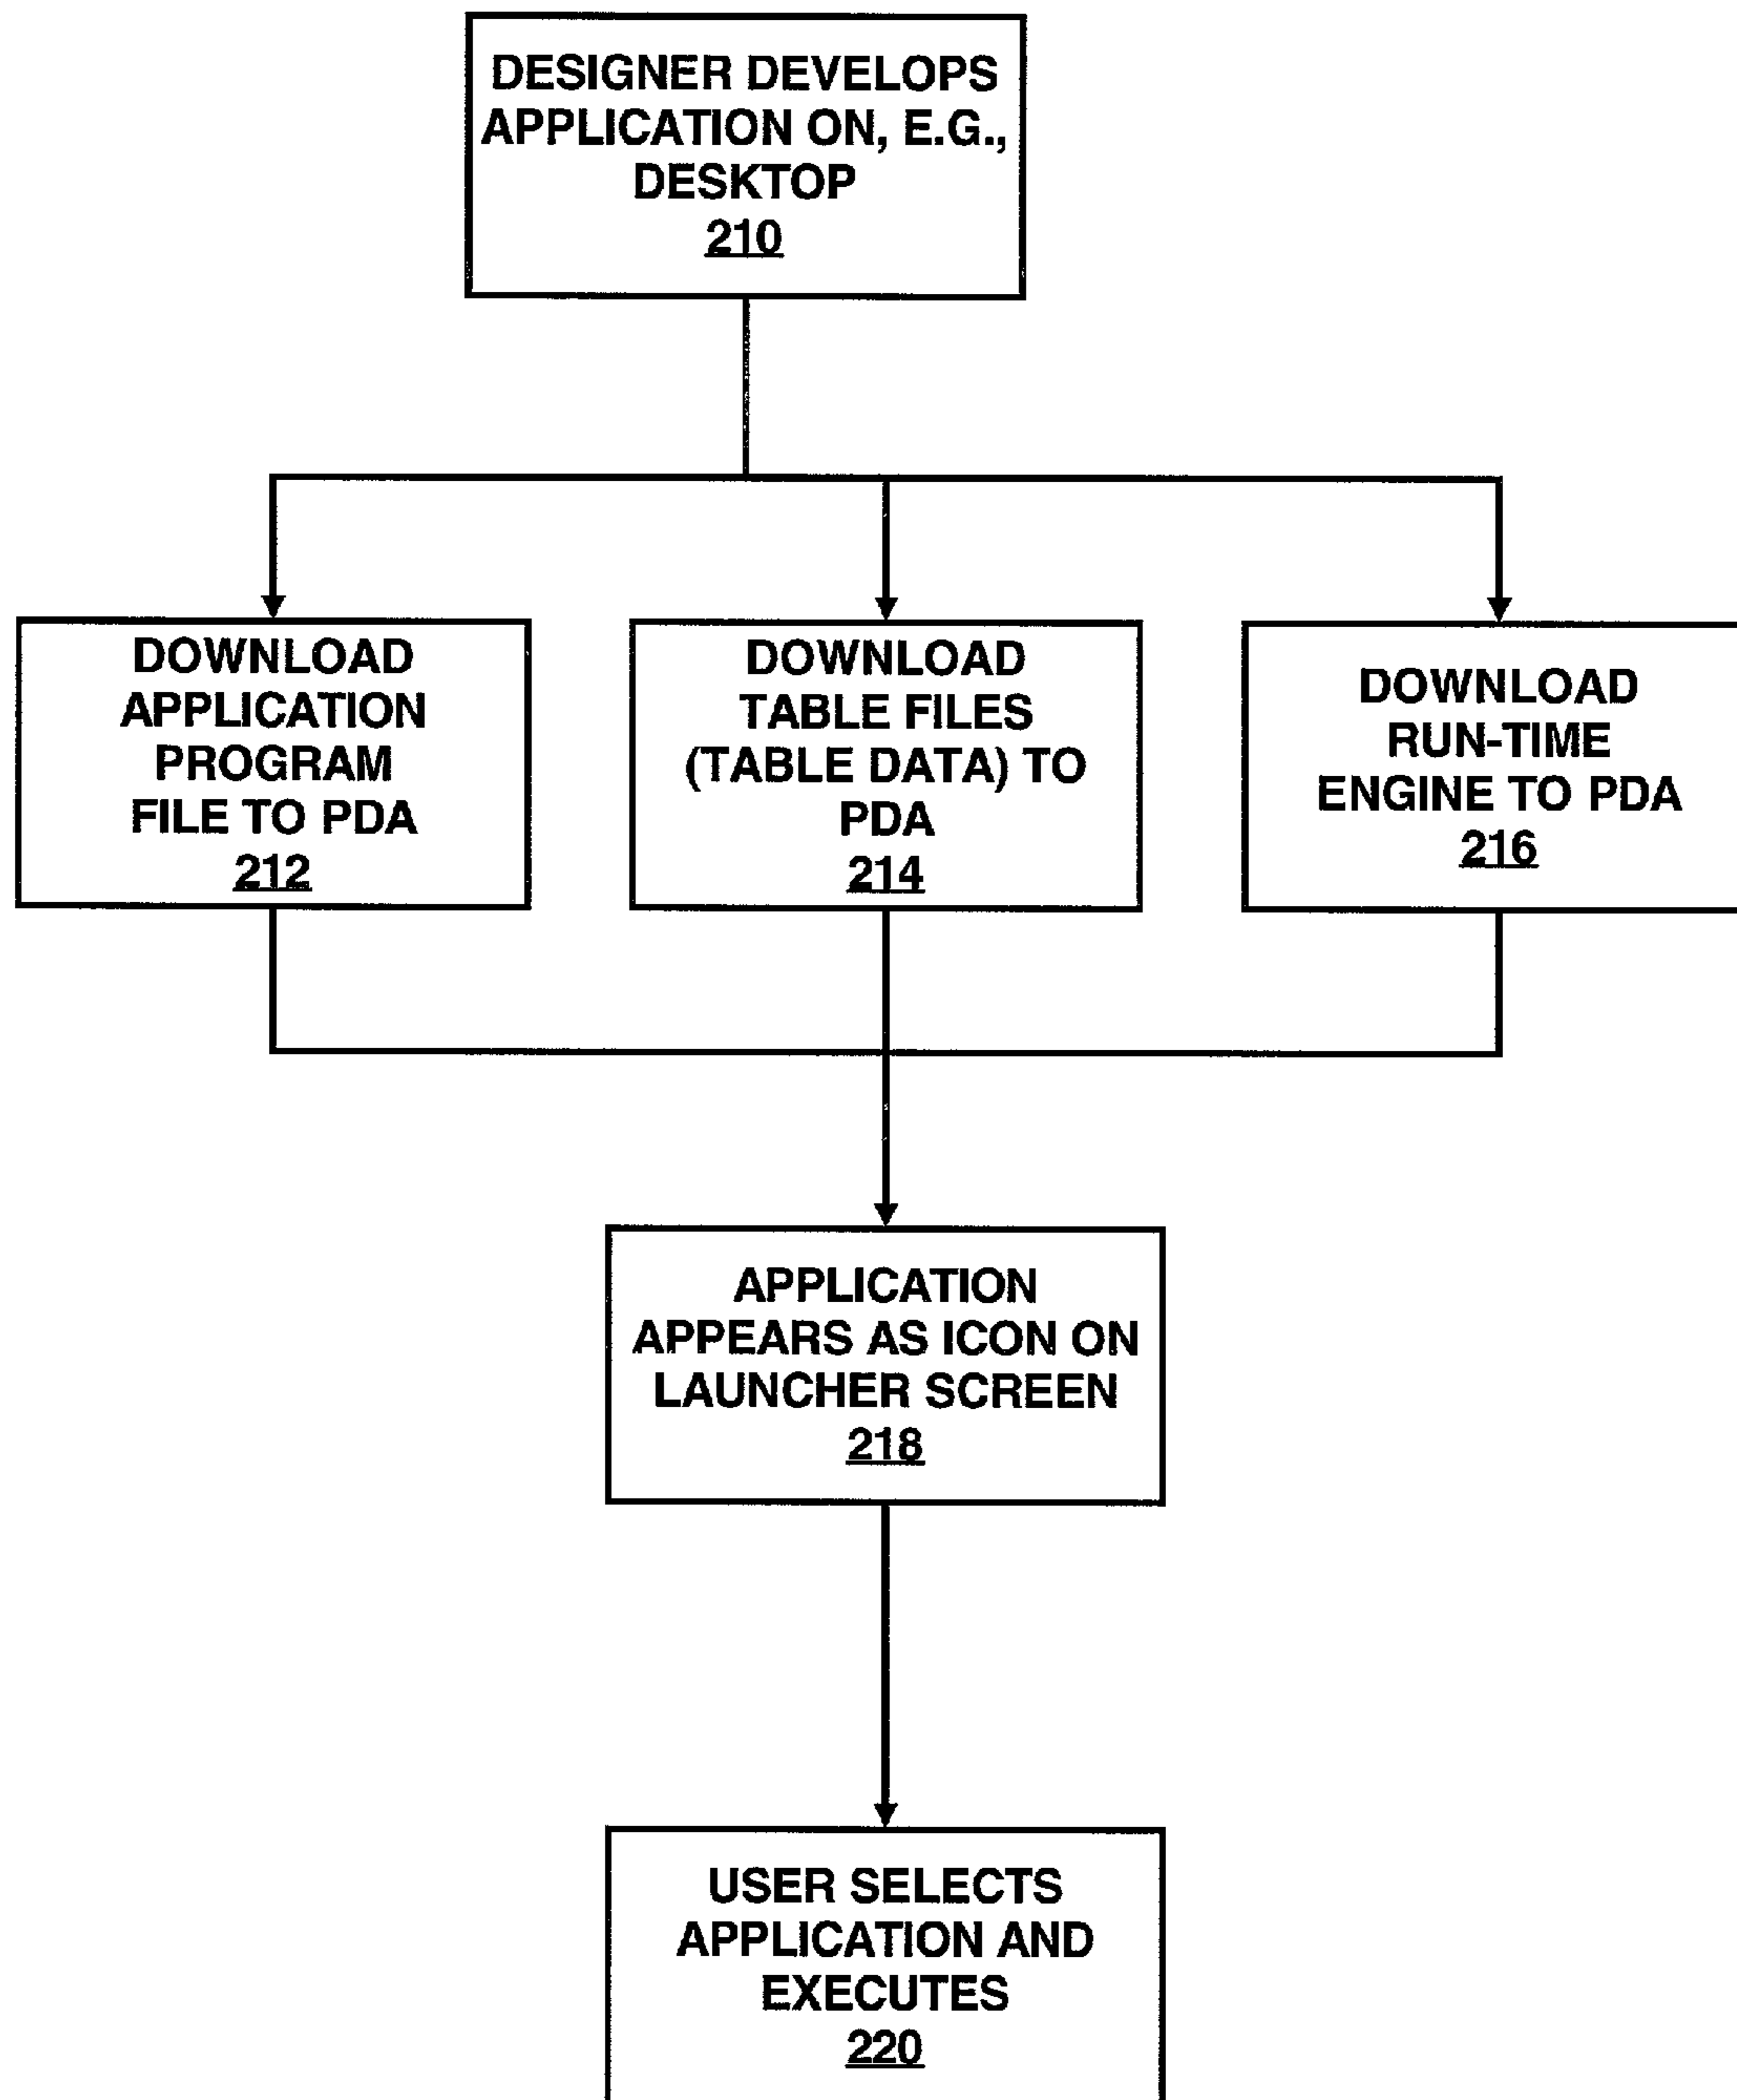 DESIGNER DEVELOPS
APPLICATION ON, E.G.,
DESKTOP
210
DOWNLOAD
APPLICATION
PROGRAM
FILE TO PDA
212
DOWNLOAD
TABLE FILES
(TABLE DATA) TO
PDA
214
DOWNLOAD
RUN-TIME
ENGINE TO PDA
216
APPLICATION
APPEARS AS ICON ON
LAUNCHER SCREEN
218
USER SELECTS
APPLICATION AND
EXECUTES
220